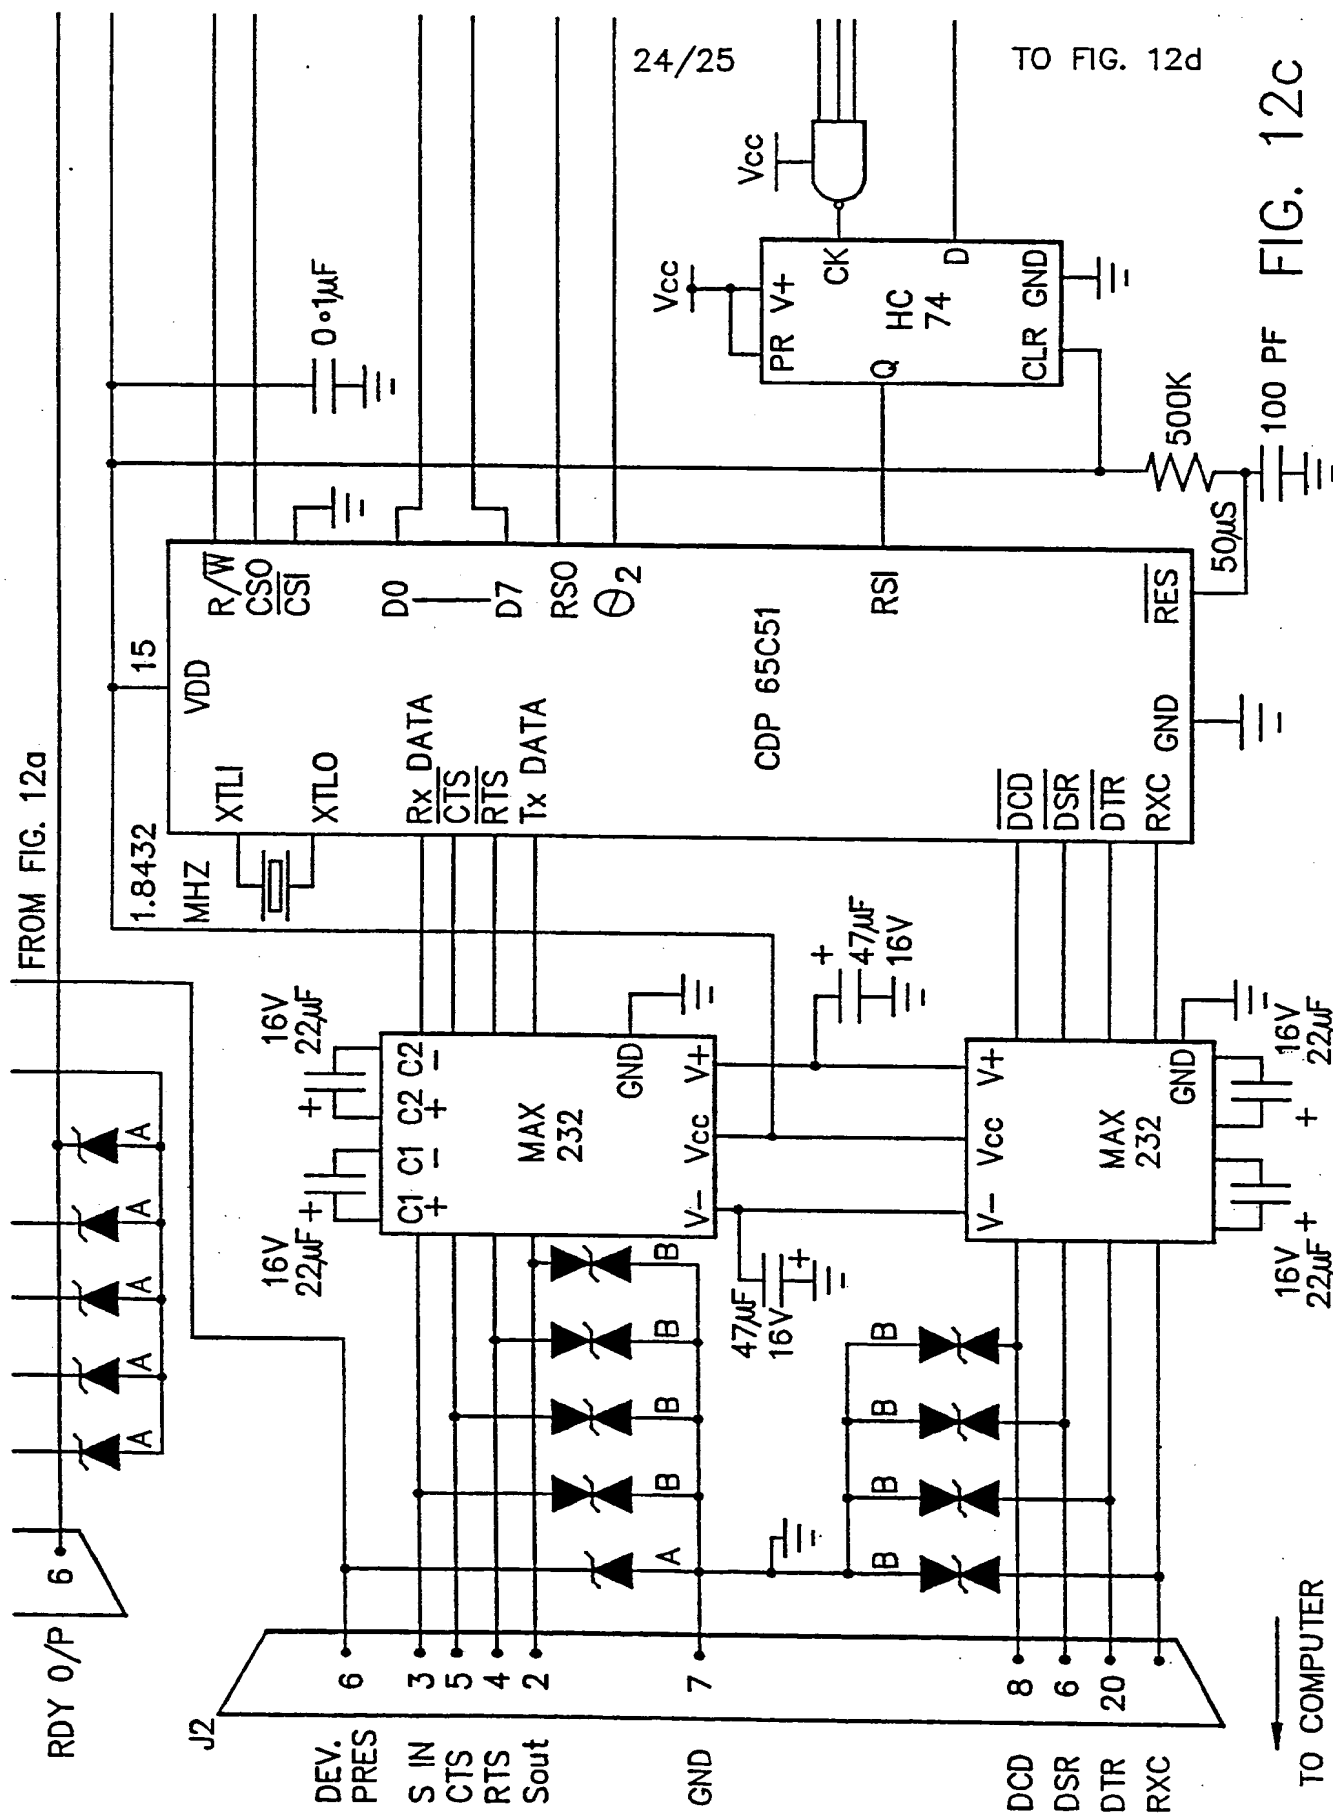 FROM FIG. 12a
24/25
TO FIG. 12d
RDY O/P
6
J2
DEV.
PRES
6
S IN
3
CTS
5
RTS
4
Sout
2
GND
7
DCD
8
DSR
6
DTR
20
RXC
TO COMPUTER
A
A
A
A
A
A
B
B
B
B
B
B
B
B
16V
22µF
+
16V
22µF
+
C1
+
C1
−
C2
+
C2
−
MAX
232
GND
V−
Vcc
V+
47µF
16V
+
+
47µF
16V
V−
Vcc
V+
MAX
232
GND
16V
22µF
+
16V
22µF
+
1.8432
MHZ
15
VDD
XTLI
XTLO
Rx DATA
CTS
RTS
Tx DATA
DCD
DSR
DTR
RXC
GND
RES
CDP 65C51
R/W
CSO
CSI
D0
D7
RSO
Θ2
RSI
0.1µF
Vcc
Vcc
PR
V+
CK
HC
74
D
Q
CLR
GND
500K
50µS
100 PF
FIG. 12c